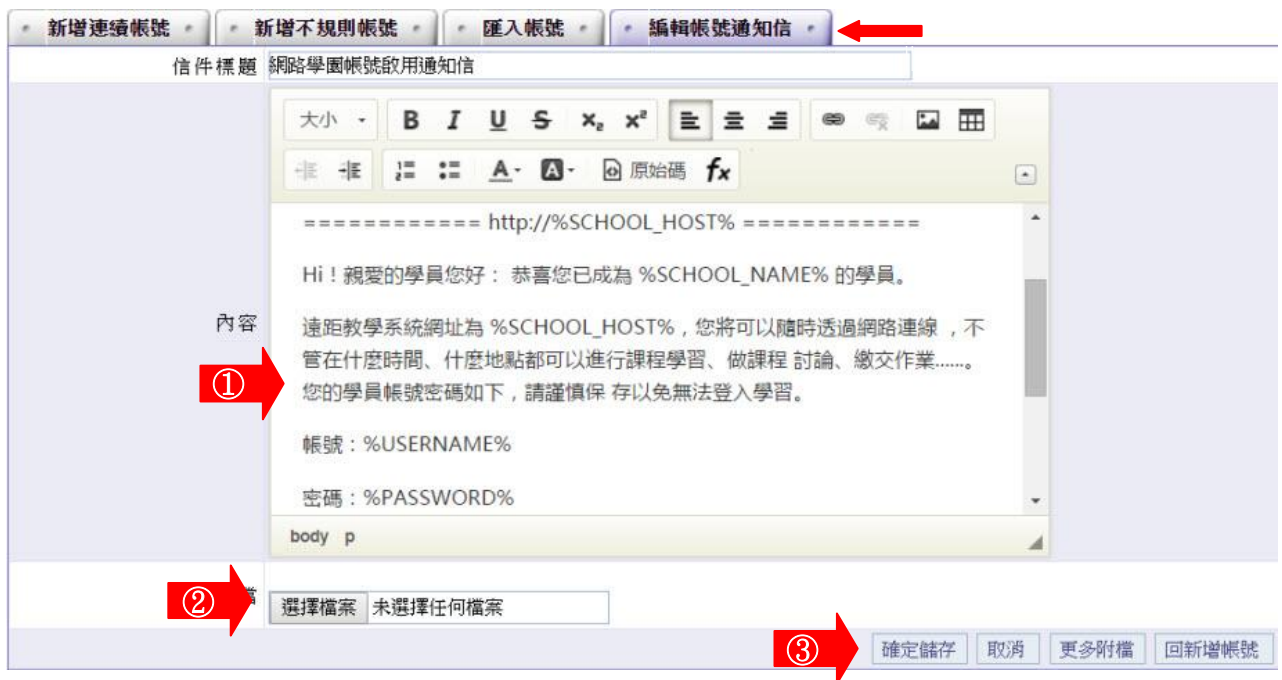 新增連續帳號 新增不規則帳號 匯入帳號 編輯帳號通知信
信件標題 網路學園帳號啟用通知信
大小 B I U S x₂ x²
A A 原始碼 fx
============ http://%SCHOOL_HOST% ============
Hi！親愛的學員您好： 恭喜您已成為 %SCHOOL_NAME% 的學員。
內容
遠距教學系統網址為 %SCHOOL_HOST%，您將可以隨時透過網路連線 ，不
管在什麼時間、什麼地點都可以進行課程學習、做課程 討論、繳交作業……。
①
您的學員帳號密碼如下，請謹慎保 存以免無法登入學習。
帳號：%USERNAME%
密碼：%PASSWORD%
body p
②
選擇檔案 未選擇任何檔案
③ 確定儲存 取消 更多附檔 回新增帳號